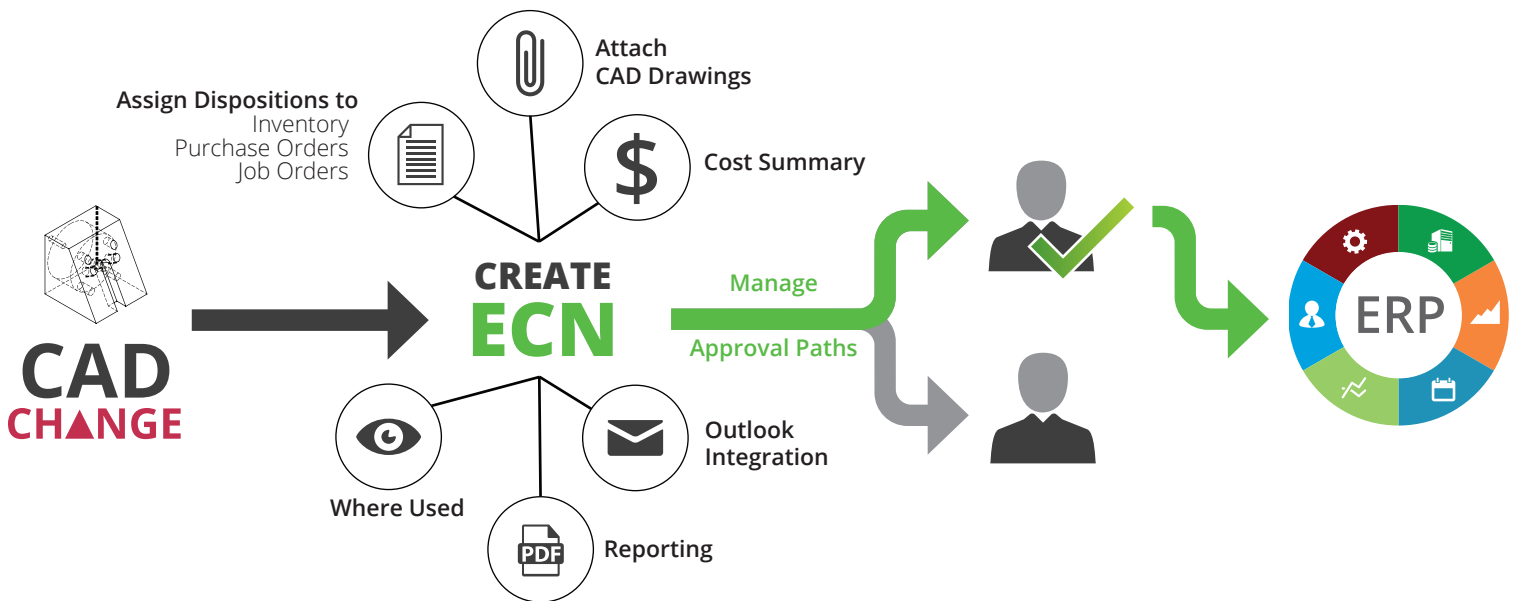 Attach
CAD Drawings
Assign Dispositions to
Inventory
Purchase Orders
Job Orders
$
Cost Summary
CAD
CHANGE
CREATE
ECN
Manage
Approval Paths
ERP
Where Used
Outlook
Integration
PDF
Reporting